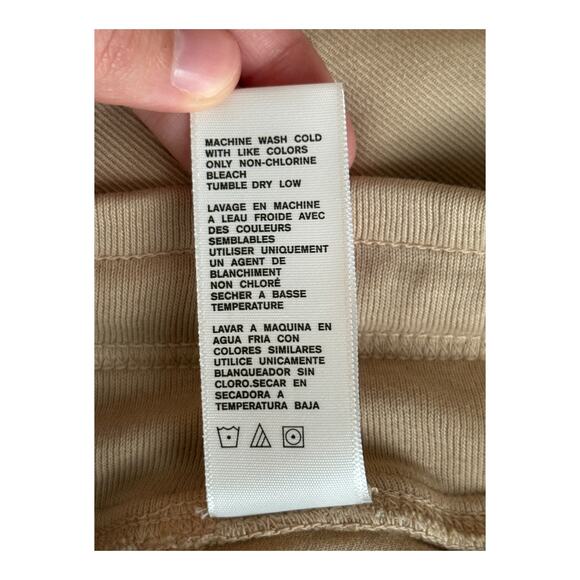 MACHINE WASH COLD
WITH LIKE COLORS
ONLY NON-CHLORINE
BLEACH
TUMBLE DRY LOW
LAVAGE EN MACHINE
A LEAU FROIDE AVEC
DES COULEURS
SEMBLABLES
UTILISER UNIQUEMENT
UN AGENT DE
BLANCHIMENT
NON CHLORÉ
SECHER A BASSE
TEMPERATURE
LAVAR A MAQUINA EN
AGUA FRIA CON
COLORES SIMILARES
UTILICE UNICAMENTE
BLANQUEADOR SIN
CLORO.SECAR EN
SECADORA A
TEMPERATURA BAJA